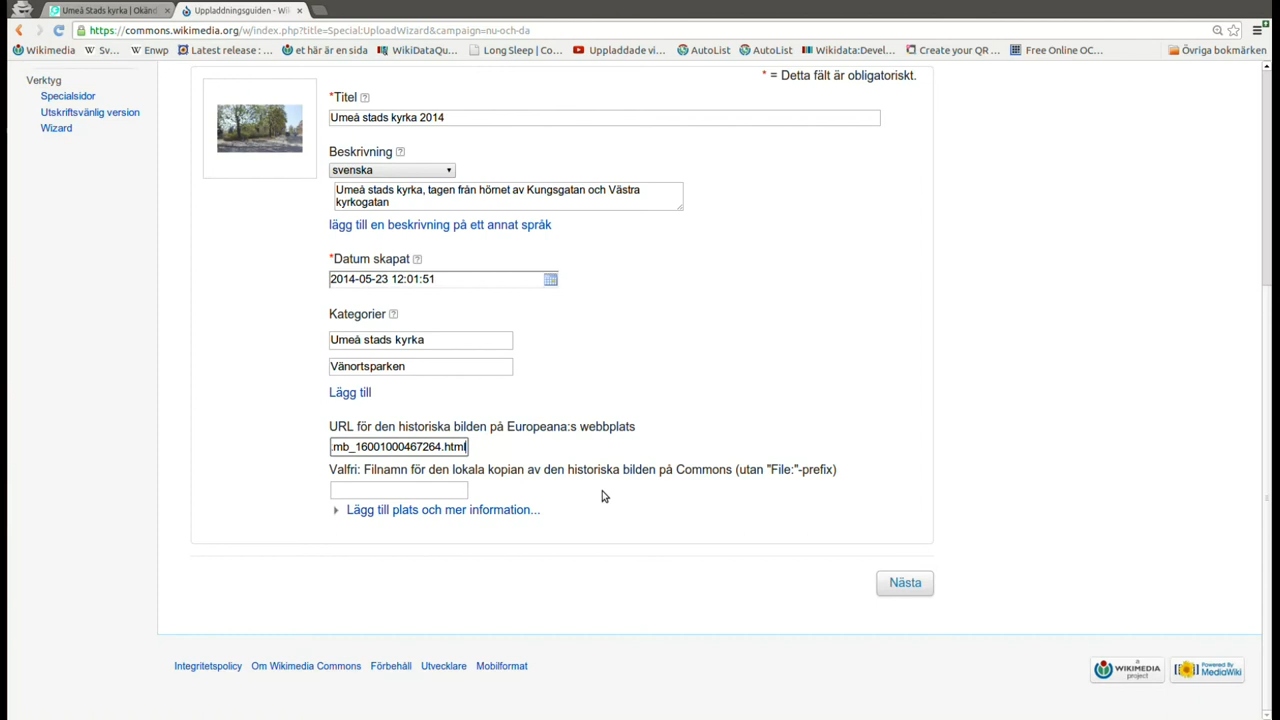 Umeå Stads kyrka | Okänd
Uppladdningsguiden - Wik
https://commons.wikimedia.org/w/index.php?title=Special:UploadWizard&campaign=nu-och-da
Wikimedia W Sv... W Enwp Latest release : ... et här är en sida WikiDataQu... Long Sleep | Co... Uppladdade vi... AutoList AutoList Wikidata:Devel... Create your QR ... Free Online OC... Övriga bokmärken
Verktyg
Specialsidor
Utskriftsvänlig version
Wizard
* = Detta fält är obligatoriskt.
*Titel ?
Umeå stads kyrka 2014
Beskrivning ?
svenska
Umeå stads kyrka, tagen från hörnet av Kungsgatan och Västra
kyrkogatan
lägg till en beskrivning på ett annat språk
*Datum skapat ?
2014-05-23 12:01:51
Kategorier ?
Umeå stads kyrka
Vänortsparken
Lägg till
URL för den historiska bilden på Europeana:s webbplats
.mb_16001000467264.html
Valfri: Filnamn för den lokala kopian av den historiska bilden på Commons (utan "File:"-prefix)
Lägg till plats och mer information...
Nästa
Integritetspolicy Om Wikimedia Commons Förbehåll Utvecklare Mobilformat
a
WIKIMEDIA
project
Powered By
MediaWiki